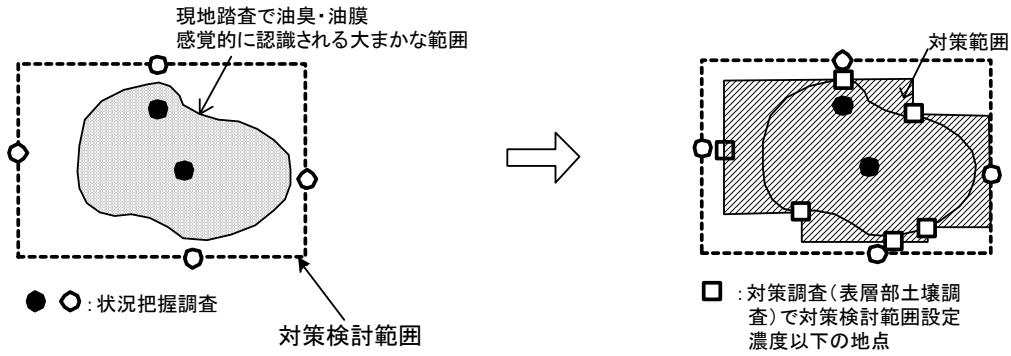 現地踏査で油臭・油膜
感覚的に認識される大まかな範囲
:状況把握調査
対策検討範囲
対策範囲
:対策調査(表層部土壌調
査)で対策検討範囲設定
濃度以下の地点